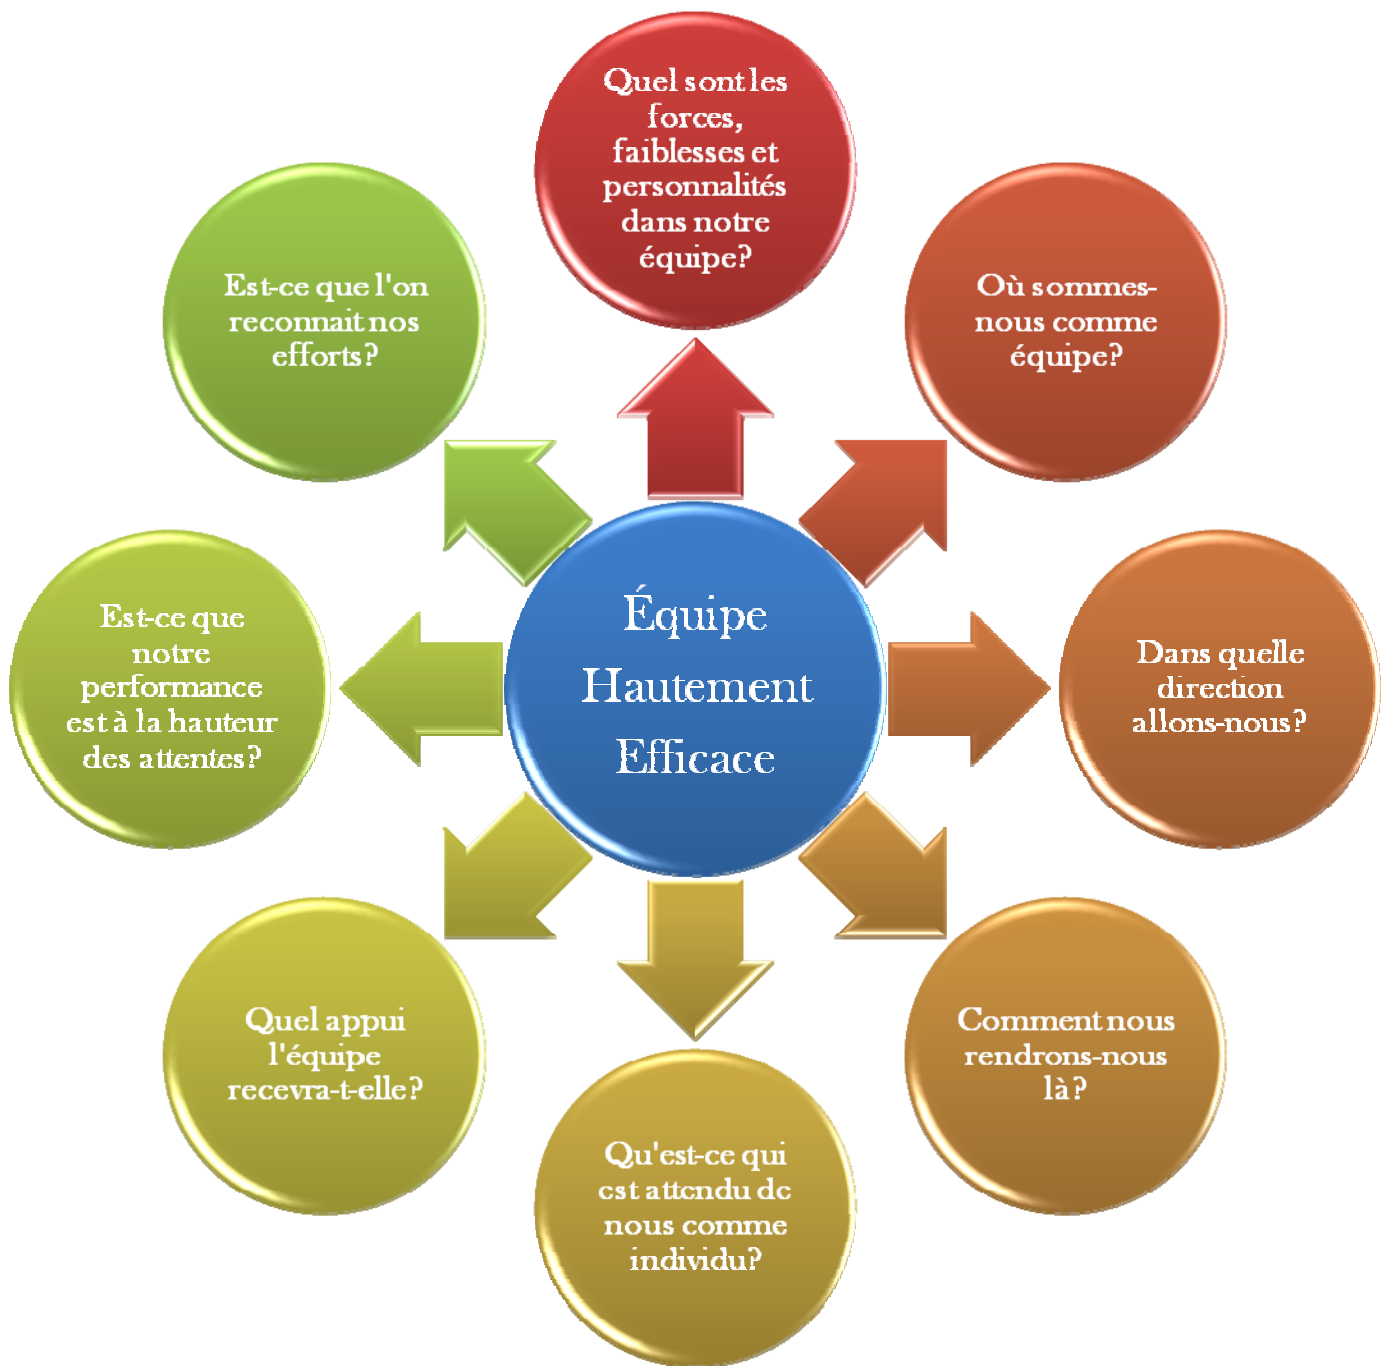 Quel sont les
forces,
faiblesses et
personnalités
dans notre
équipe?
Où sommes-
nous comme
équipe?
Dans quelle
direction
allons-nous?
Comment nous
rendrons-nous
là?
Qu'est-ce qui
est attendu de
nous comme
individu?
Quel appui
l'équipe
recevra-t-elle?
Est-ce que
notre
performance
est à la hauteur
des attentes?
Est-ce que l'on
reconnait nos
efforts?
Équipe
Hautement
Efficace